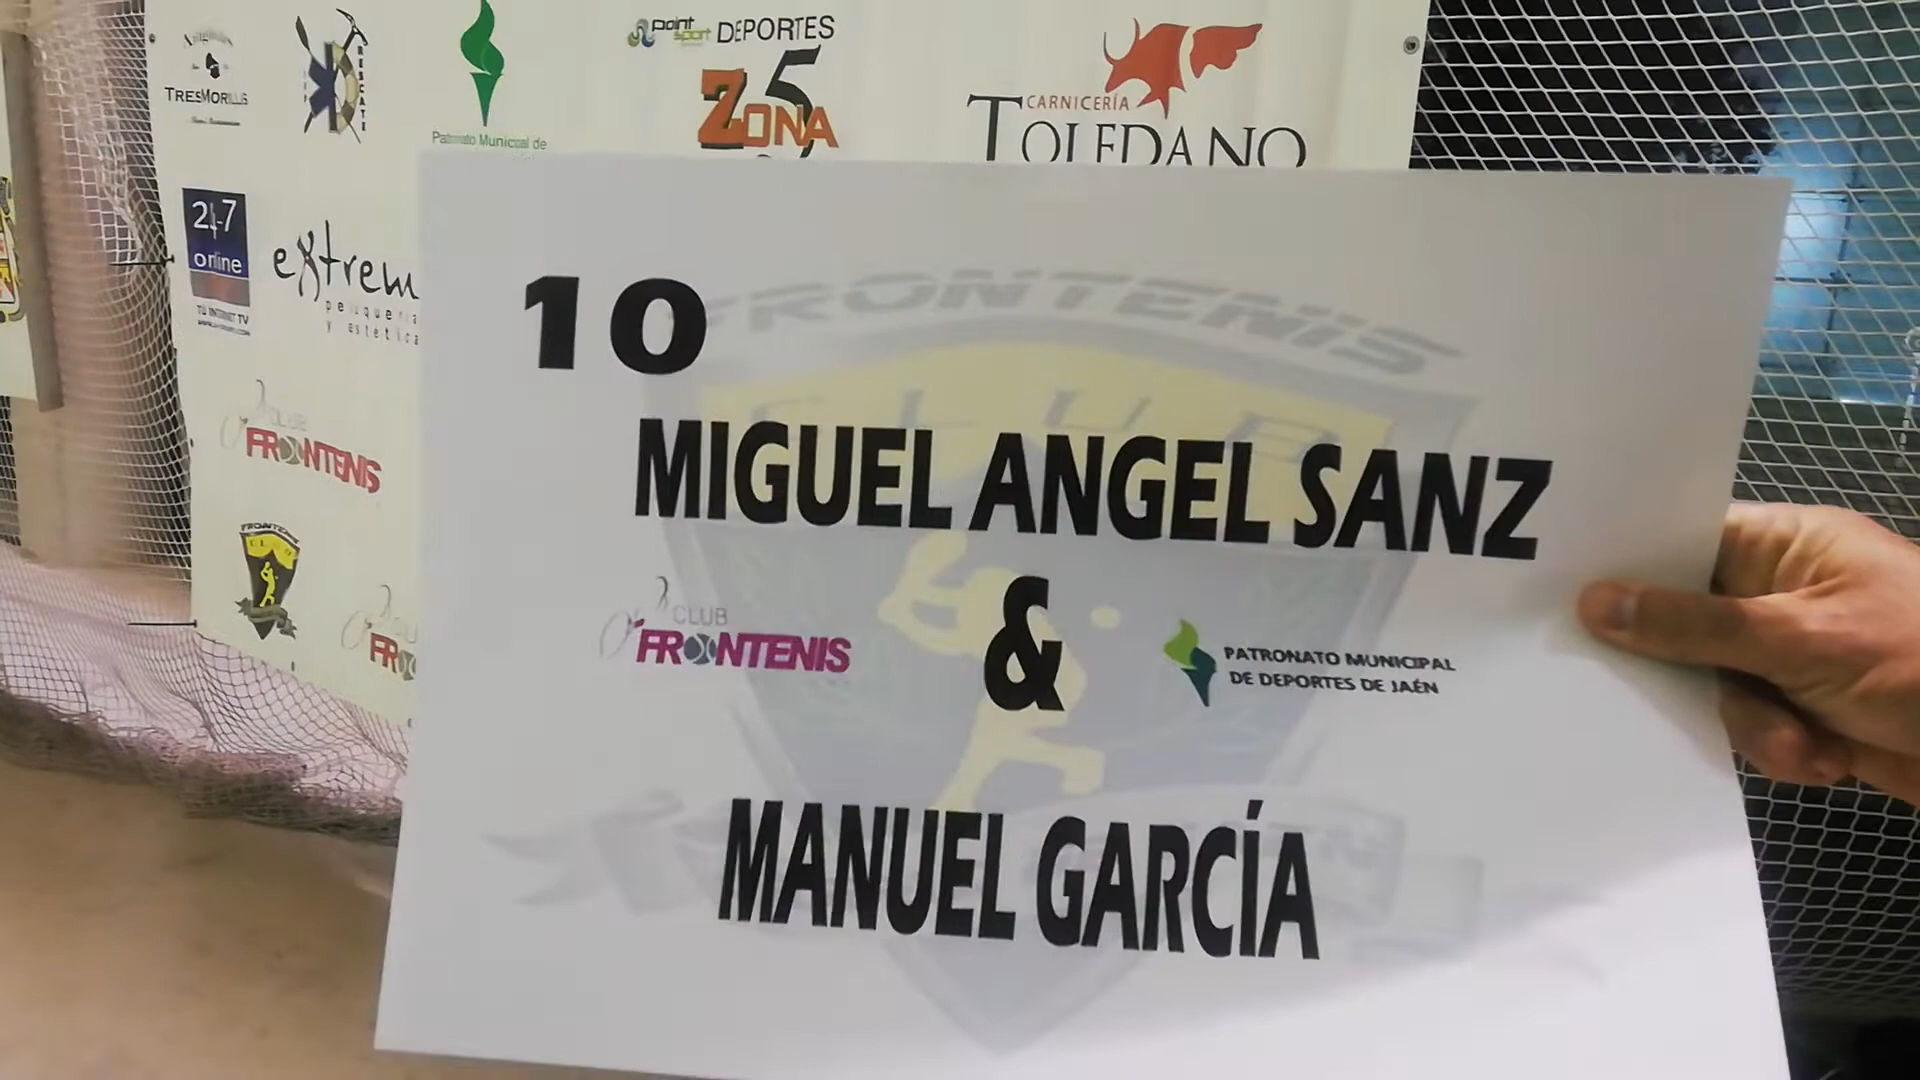 TRESMORILLAS
RESCATE
Patronato Municipal de
point
sport
DEPORTES
ZONA 5
CARNICERÍA
TOLEDANO
24-7
online
TU INTERNET TV
extrem
peluquería
y estética
CLUB
FRONTENIS
FRONTENIS
CLUB
10
FRONTENIS
CLUB
MIGUEL ANGEL SANZ
&
CLUB
FRONTENIS
PATRONATO MUNICIPAL
DE DEPORTES DE JAÉN
MANUEL GARCÍA